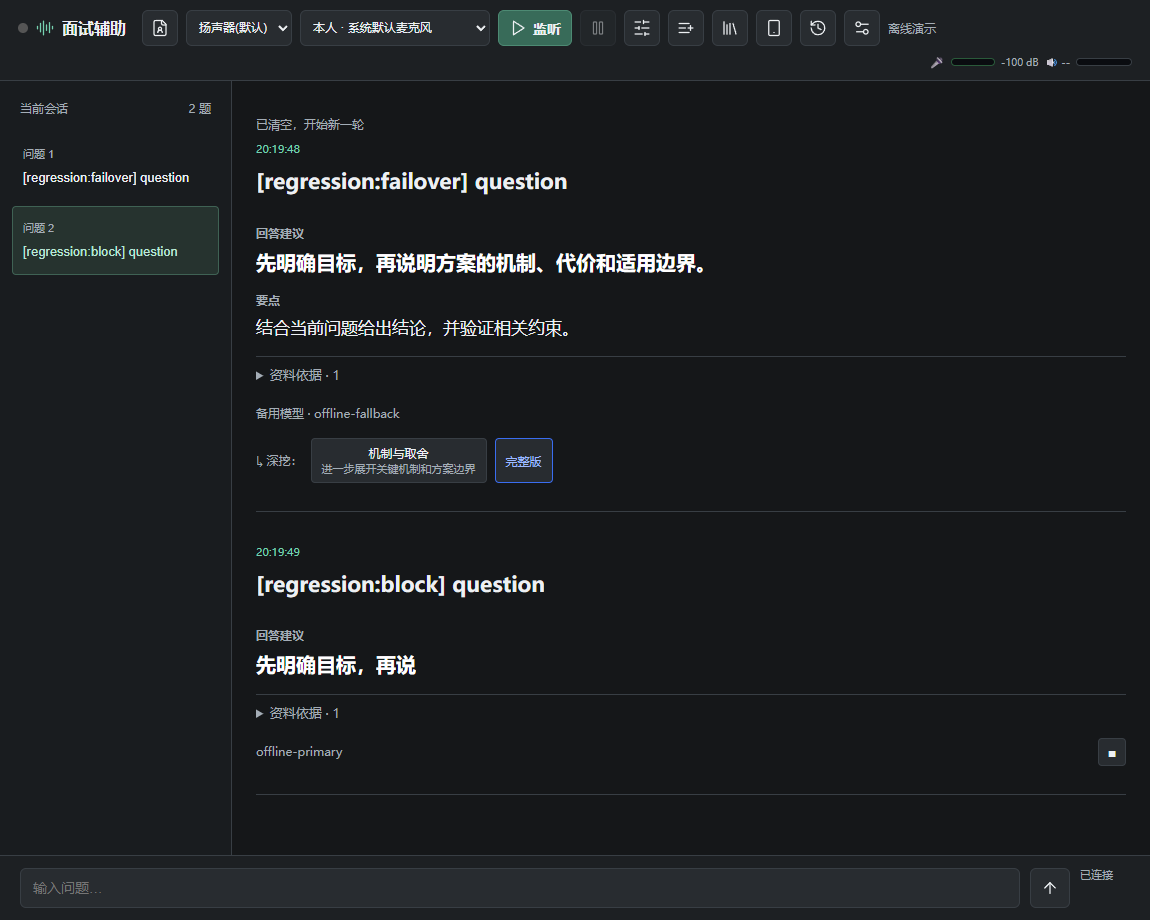 面试辅助
扬声器(默认)
本人 · 系统默认麦克风
监听
离线演示
-100 dB
--
当前会话
2 题
问题 1
[regression:failover] question
问题 2
[regression:block] question
已清空，开始新一轮
20:19:48
[regression:failover] question
回答建议
先明确目标，再说明方案的机制、代价和适用边界。
要点
结合当前问题给出结论，并验证相关约束。
▶ 资料依据 · 1
备用模型 · offline-fallback
↳ 深挖：
机制与取舍
进一步展开关键机制和方案边界
完整版
20:19:49
[regression:block] question
回答建议
先明确目标，再说
▶ 资料依据 · 1
offline-primary
输入问题...
已连接